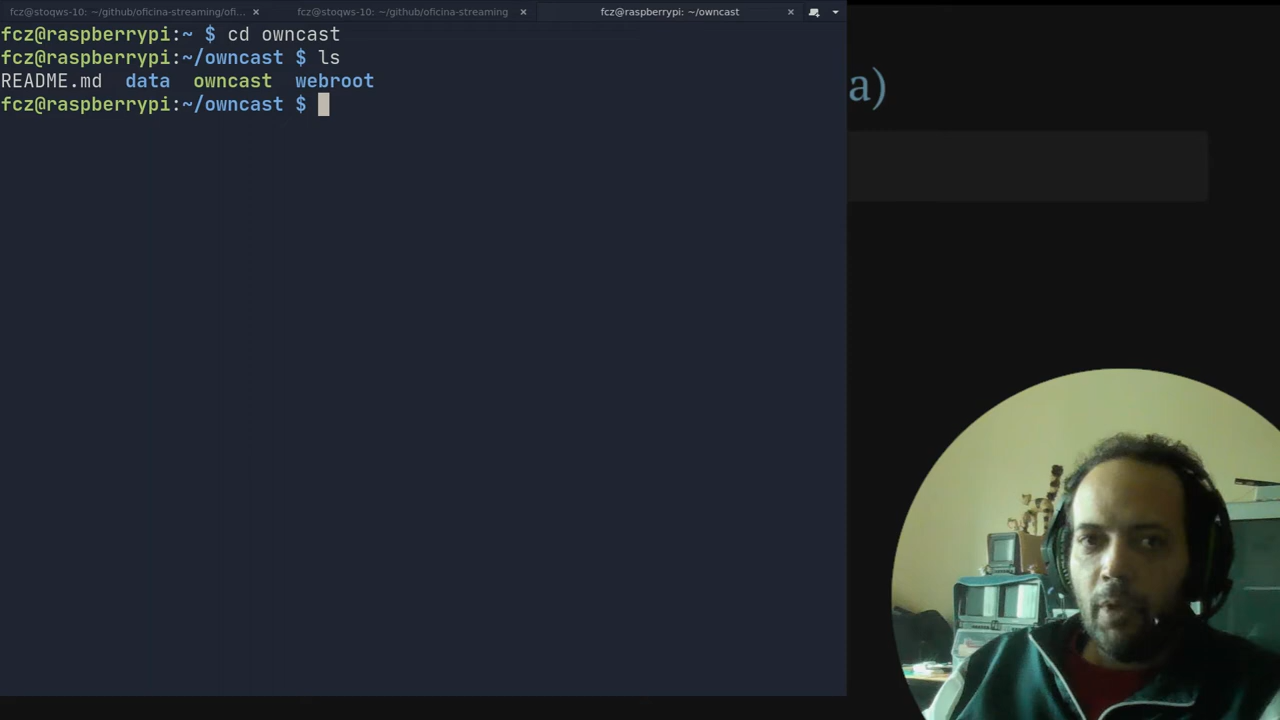 fcz@stoqws-10: ~/github/oficina-streaming/ofi...
fcz@stoqws-10: ~/github/oficina-streaming
fcz@raspberrypi: ~/owncast
fcz@raspberrypi:~ $ cd owncast
fcz@raspberrypi:~/owncast $ ls
README.md data owncast webroot
fcz@raspberrypi:~/owncast $
a)